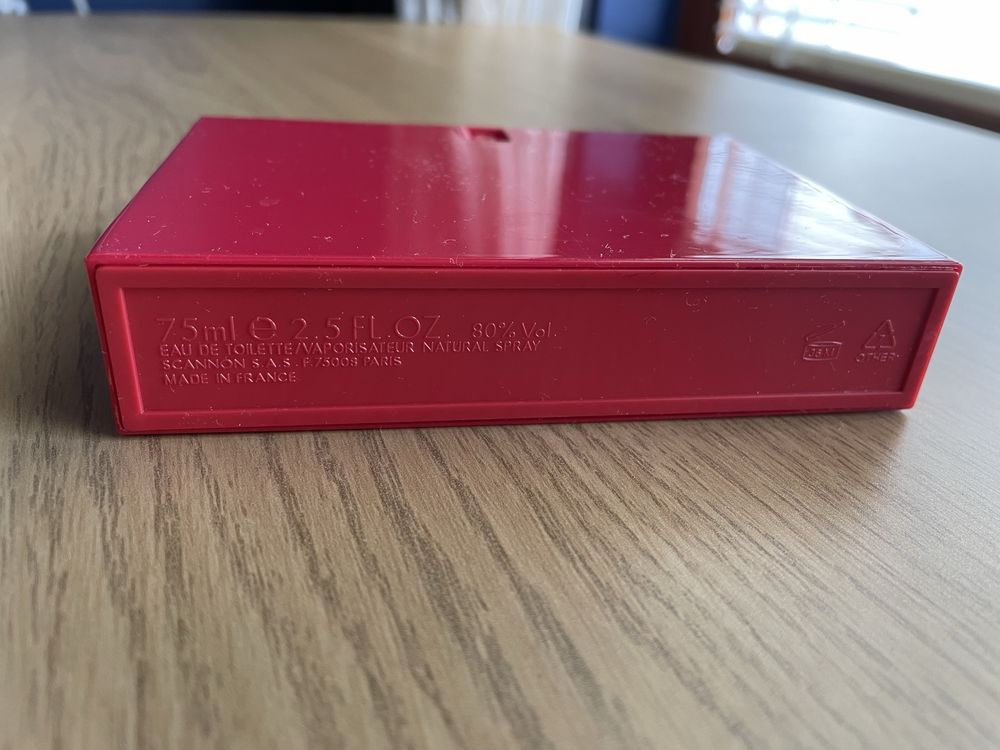 75ml e 2.5 FL.OZ. 80% Vol.
EAU DE TOILETTE/VAPORISATEUR NATURAL SPRAY
SCANNON S.A.S - F.75008 PARIS
MADE IN FRANCE
36 M
OTHER